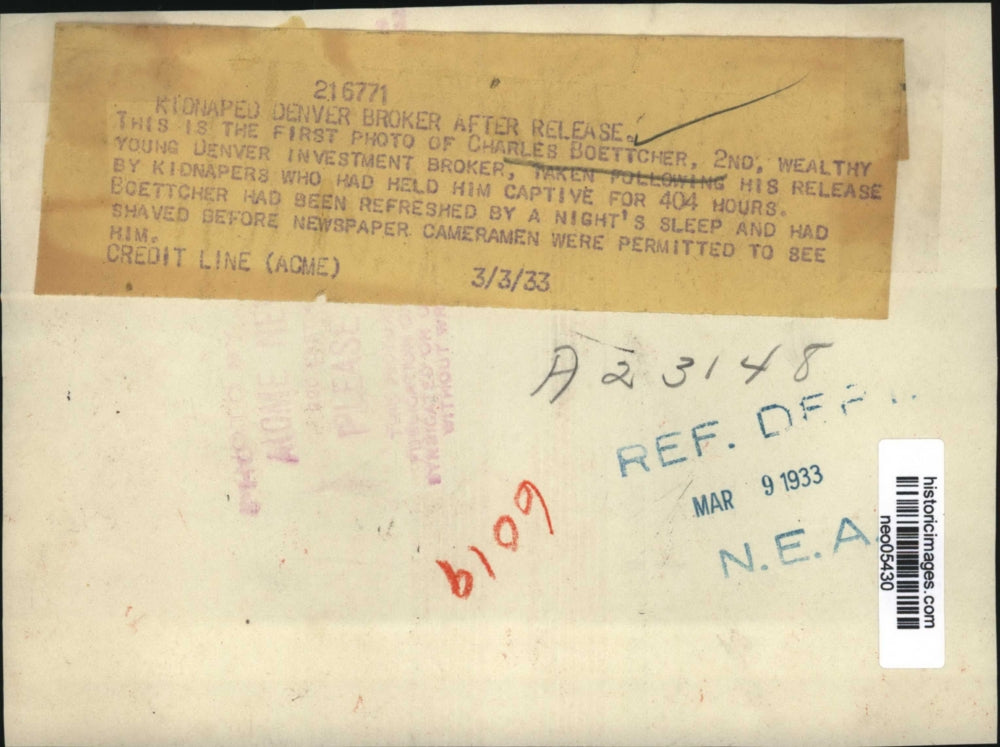 216771
KIDNAPED DENVER BROKER AFTER RELEASE.
THIS IS THE FIRST PHOTO OF CHARLES BOETTCHER, 2ND, WEALTHY
YOUNG DENVER INVESTMENT BROKER, TAKEN FOLLOWING HIS RELEASE
BY KIDNAPERS WHO HAD HELD HIM CAPTIVE FOR 404 HOURS.
BOETTCHER HAD BEEN REFRESHED BY A NIGHT'S SLEEP AND HAD
SHAVED BEFORE NEWSPAPER CAMERAMEN WERE PERMITTED TO SEE
HIM.
CREDIT LINE (ACME) 3/3/33
PLEASE
A23148
REF. DEPT.
MAR 9 1933
N.E.A.
6019
historicimages.com
neo05430